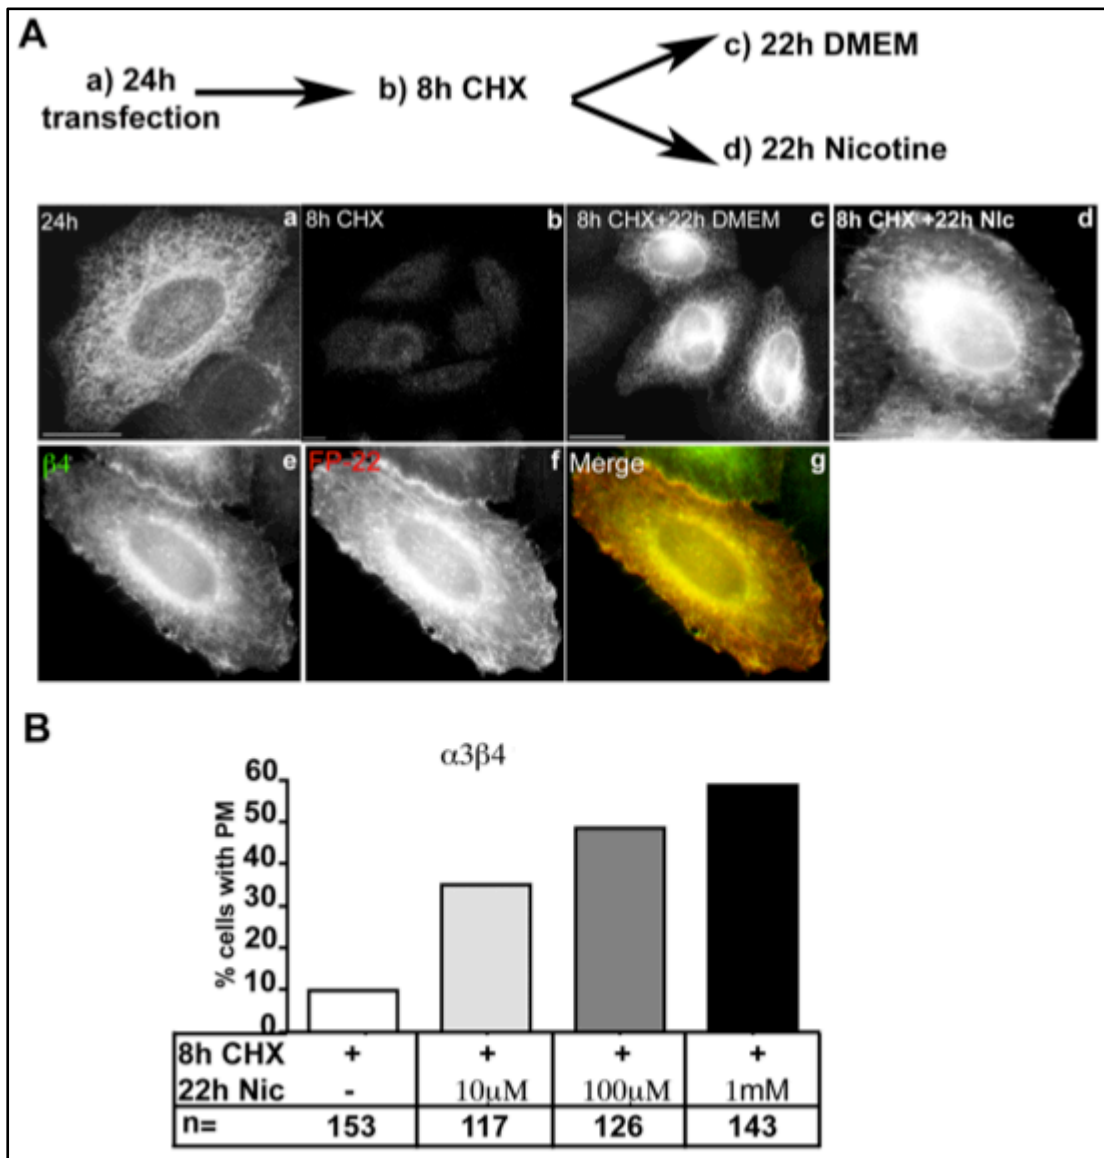 A
a) 24h
transfection
b) 8h CHX
c) 22h DMEM
d) 22h Nicotine
24h a
8h CHX b
8h CHX+22h DMEM c
8h CHX +22h NIc d
β4 e
FP-22 f
Merge g
B
α3β4
% cells with PM
60
50
40
30
20
10
0
8h CHX + + + +
22h Nic - 10μM 100μM 1mM
n= 153 117 126 143